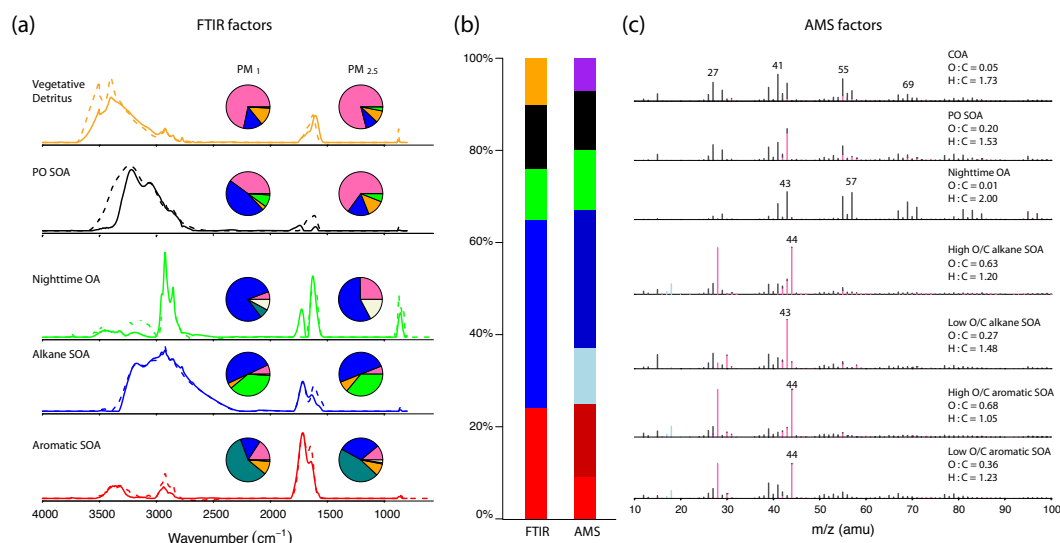 (a)
FTIR factors
Vegetative
Detritus
PM 1
PM 2.5
PO SOA
Nighttime OA
Alkane SOA
Aromatic SOA
4000
3500
3000
2500
2000
1500
1000
Wavenumber (cm⁻¹)
(b)
100%
80%
60%
40%
20%
0%
FTIR
AMS
(c)
AMS factors
27
41
55
69
COA
O : C = 0.05
H : C = 1.73
PO SOA
O : C = 0.20
H : C = 1.53
43
57
Nighttime OA
O : C = 0.01
H : C = 2.00
44
High O/C alkane SOA
O : C = 0.63
H : C = 1.20
43
Low O/C alkane SOA
O : C = 0.27
H : C = 1.48
44
High O/C aromatic SOA
O : C = 0.68
H : C = 1.05
44
Low O/C aromatic SOA
O : C = 0.36
H : C = 1.23
10
20
30
40
50
60
70
80
90
100
m/z (amu)